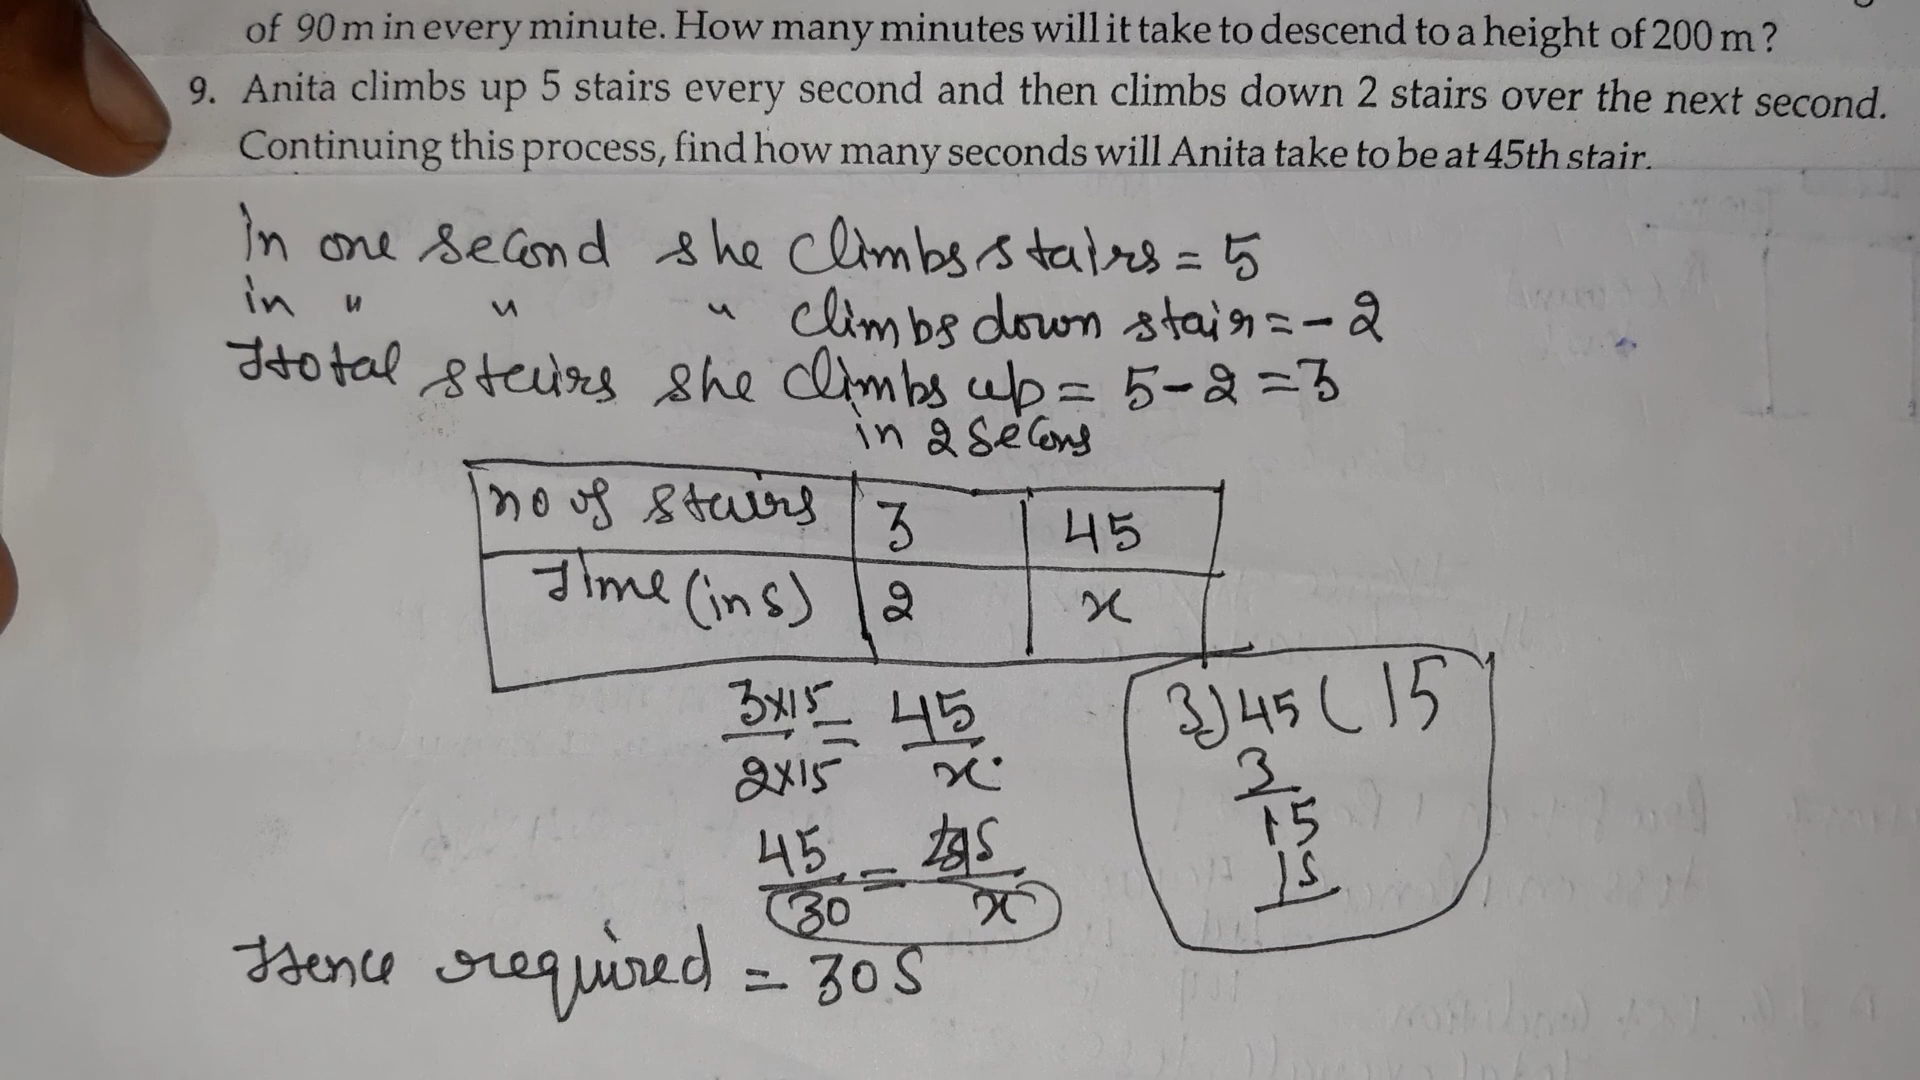 of 90 m in every minute. How many minutes will it take to descend to a height of 200 m?
9. Anita climbs up 5 stairs every second and then climbs down 2 stairs over the next second.
Continuing this process, find how many seconds will Anita take to be at 45th stair.
In one second she climbs stairs = 5
in " " " climbs down stair = - 2
total stairs she climbs up = 5 - 2 = 3
in 2 secons
no of stairs 3 45
Time (in s) 2 x
3x15 = 45
2x15 x
3) 45 ( 15
3
15
15
45 = 45
30 x
Hence required = 30 S